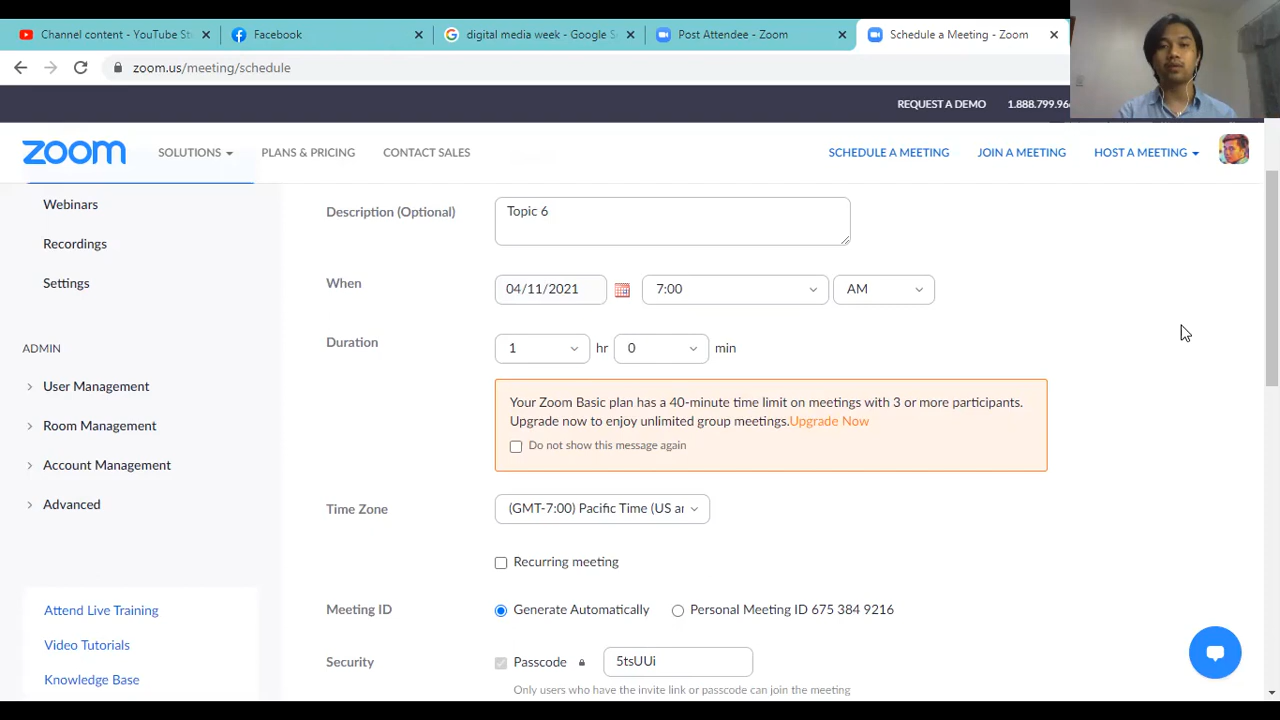 Channel content - YouTube St
Facebook
digital media week - Google Se
Post Attendee - Zoom
Schedule a Meeting - Zoom
zoom.us/meeting/schedule
REQUEST A DEMO
1.888.799.96
zoom
SOLUTIONS
PLANS & PRICING
CONTACT SALES
SCHEDULE A MEETING
JOIN A MEETING
HOST A MEETING
Webinars
Recordings
Settings
ADMIN
User Management
Room Management
Account Management
Advanced
Attend Live Training
Video Tutorials
Knowledge Base
Description (Optional)
Topic 6
When
04/11/2021
7:00
AM
Duration
1
hr
0
min
Your Zoom Basic plan has a 40-minute time limit on meetings with 3 or more participants.
Upgrade now to enjoy unlimited group meetings.Upgrade Now
Do not show this message again
Time Zone
(GMT-7:00) Pacific Time (US ar
Recurring meeting
Meeting ID
Generate Automatically
Personal Meeting ID 675 384 9216
Security
Passcode
5tsUUi
Only users who have the invite link or passcode can join the meeting